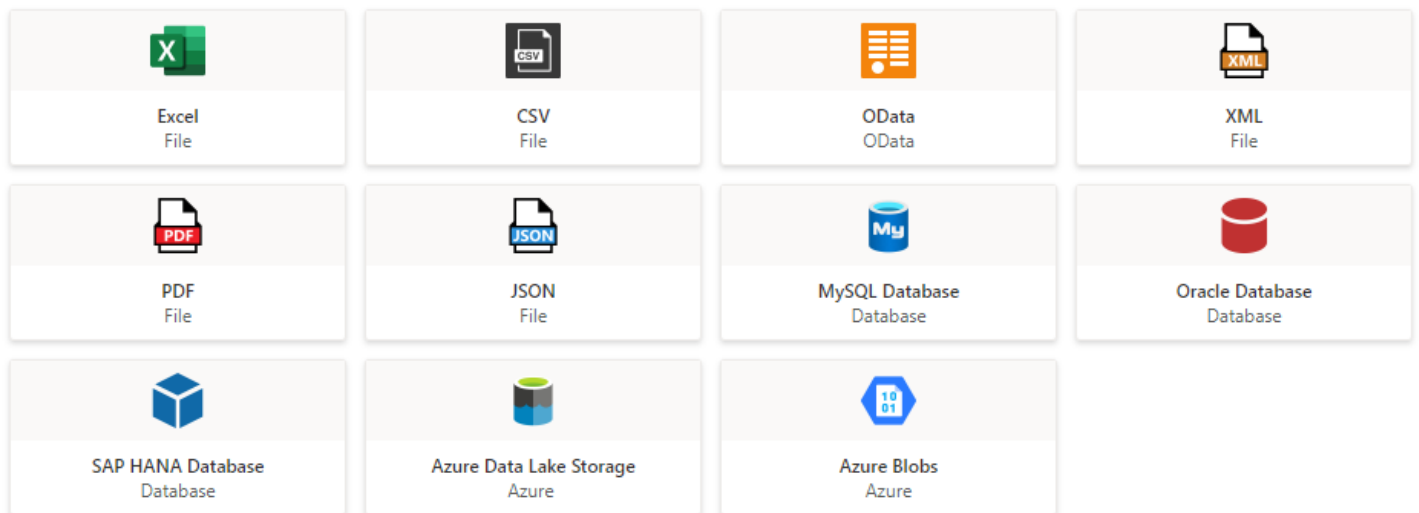 X
CSV
XML
Excel
File
CSV
File
OData
OData
XML
File
PDF
JSON
My
PDF
File
JSON
File
MySQL Database
Database
Oracle Database
Database
10
01
SAP HANA Database
Database
Azure Data Lake Storage
Azure
Azure Blobs
Azure